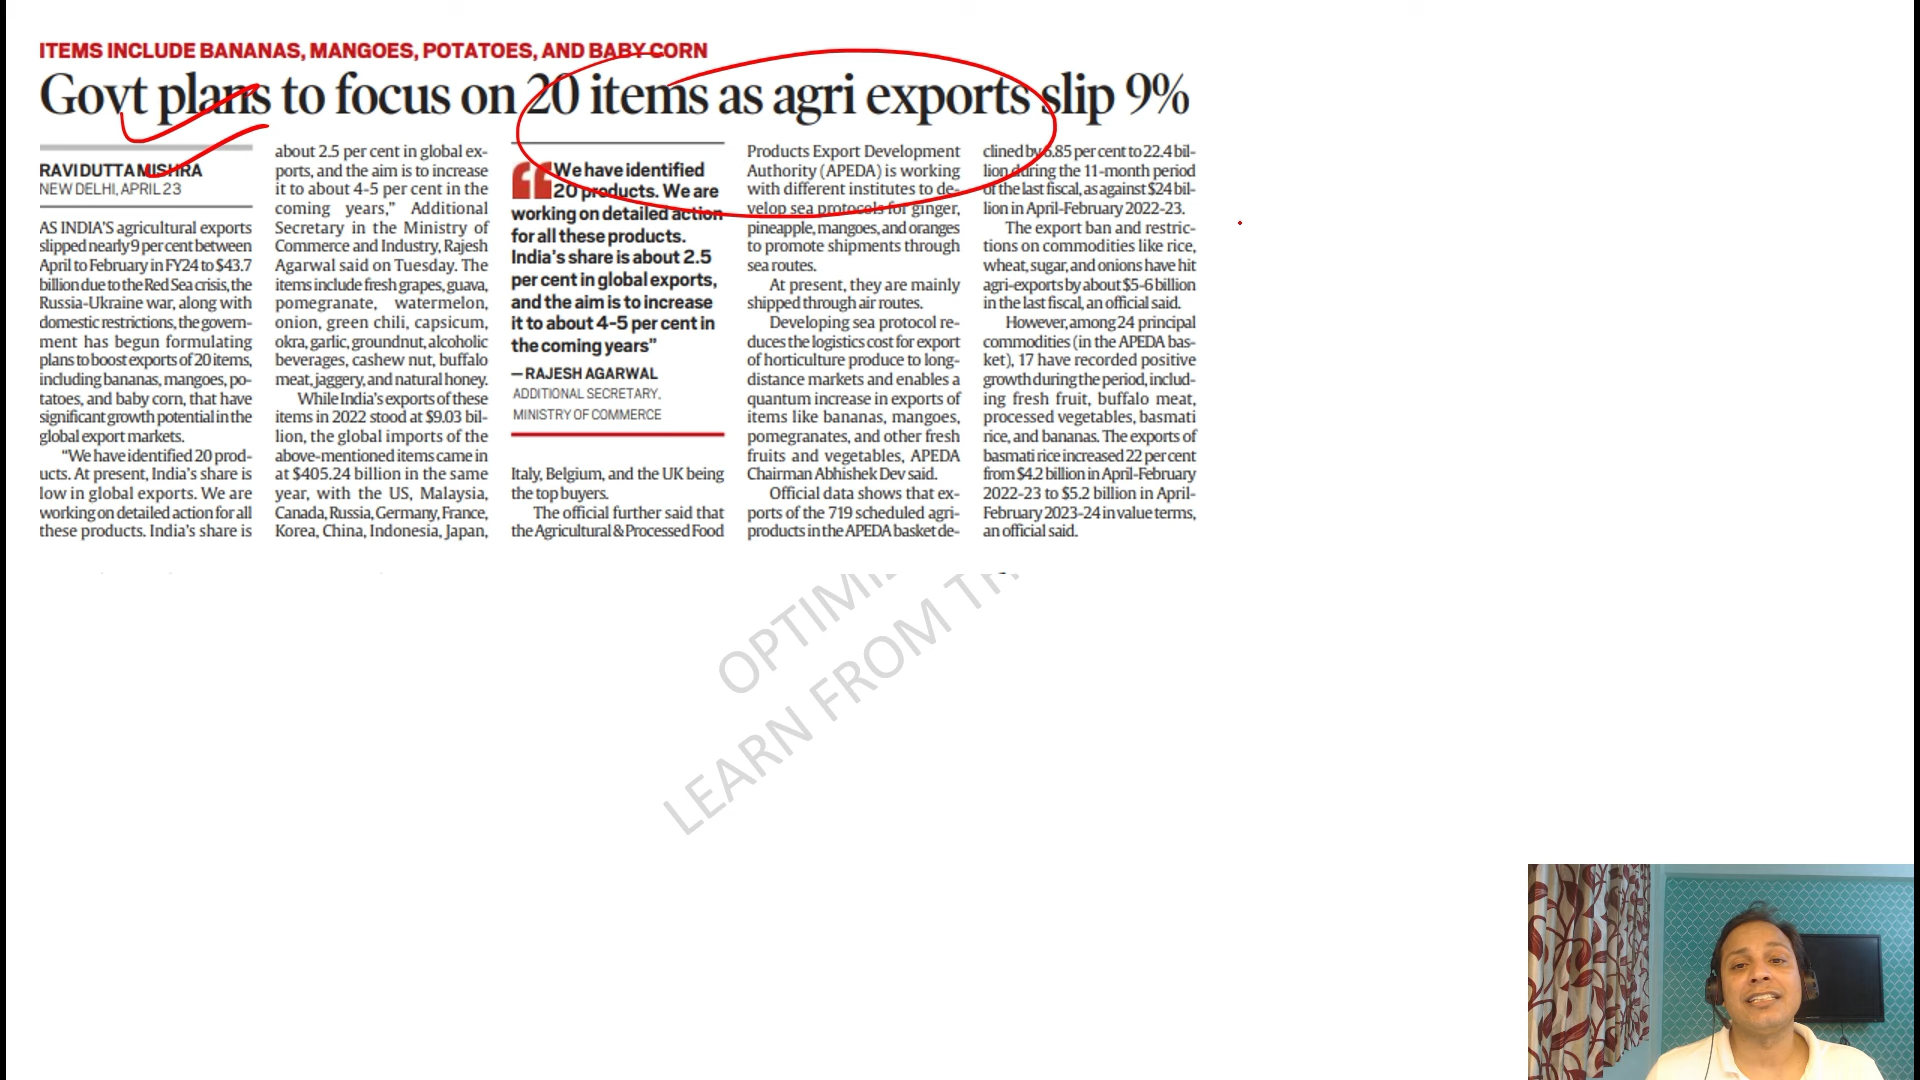 ITEMS INCLUDE BANANAS, MANGOES, POTATOES, AND BABY CORN
Govt plans to focus on 20 items as agri exports slip 9%
RAVI DUTTA MISHRA
NEW DELHI, APRIL 23
AS INDIA'S agricultural exports
slipped nearly 9 per cent between
April to February in FY24 to $43.7
billion due to the Red Sea crisis, the
Russia-Ukraine war, along with
domestic restrictions, the govern-
ment has begun formulating
plans to boost exports of 20 items,
including bananas, mangoes, po-
tatoes, and baby corn, that have
significant growth potential in the
global export markets.
"We have identified 20 prod-
ucts. At present, India's share is
low in global exports. We are
working on detailed action for all
these products. India's share is
about 2.5 per cent in global ex-
ports, and the aim is to increase
it to about 4-5 per cent in the
coming years," Additional
Secretary in the Ministry of
Commerce and Industry, Rajesh
Agarwal said on Tuesday. The
items include fresh grapes, guava,
pomegranate, watermelon,
onion, green chili, capsicum,
okra, garlic, groundnut, alcoholic
beverages, cashew nut, buffalo
meat, jaggery, and natural honey.
While India's exports of these
items in 2022 stood at $9.03 bil-
lion, the global imports of the
above-mentioned items came in
at $405.24 billion in the same
year, with the US, Malaysia,
Canada, Russia, Germany, France,
Korea, China, Indonesia, Japan,
“We have identified
20 products. We are
working on detailed action
for all these products.
India's share is about 2.5
per cent in global exports,
and the aim is to increase
it to about 4-5 per cent in
the coming years”
— RAJESH AGARWAL
ADDITIONAL SECRETARY,
MINISTRY OF COMMERCE
Italy, Belgium, and the UK being
the top buyers.
The official further said that
the Agricultural & Processed Food
Products Export Development
Authority (APEDA) is working
with different institutes to de-
velop sea protocols for ginger,
pineapple, mangoes, and oranges
to promote shipments through
sea routes.
At present, they are mainly
shipped through air routes.
Developing sea protocol re-
duces the logistics cost for export
of horticulture produce to long-
distance markets and enables a
quantum increase in exports of
items like bananas, mangoes,
pomegranates, and other fresh
fruits and vegetables, APEDA
Chairman Abhishek Dev said.
Official data shows that ex-
ports of the 719 scheduled agri-
products in the APEDA basket de-
clined by 6.85 per cent to 22.4 bil-
lion during the 11-month period
of the last fiscal, as against $24 bil-
lion in April-February 2022-23.
The export ban and restric-
tions on commodities like rice,
wheat, sugar, and onions have hit
agri-exports by about $5-6 billion
in the last fiscal, an official said.
However, among 24 principal
commodities (in the APEDA bas-
ket), 17 have recorded positive
growth during the period, includ-
ing fresh fruit, buffalo meat,
processed vegetables, basmati
rice, and bananas. The exports of
basmati rice increased 22 per cent
from $4.2 billion in April-February
2022-23 to $5.2 billion in April-
February 2023-24 in value terms,
an official said.
OPTIMI
LEARN FROM TH